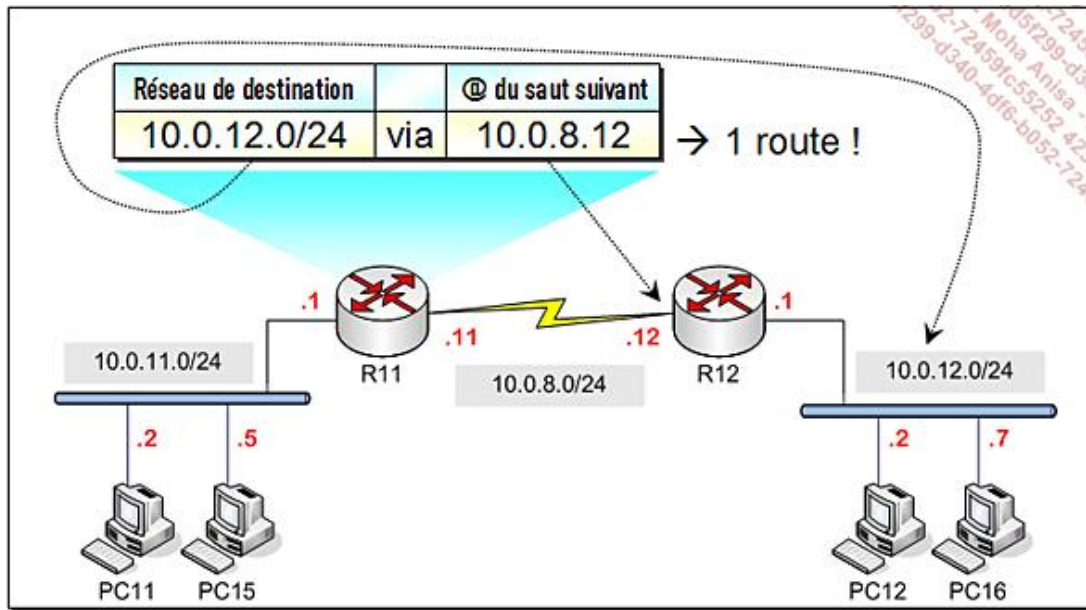 Réseau de destination @ du saut suivant
10.0.12.0/24 via 10.0.8.12
→ 1 route !
.1
.11
.12
.1
10.0.11.0/24
R11
R12
10.0.12.0/24
10.0.8.0/24
.2
.5
.2
.7
PC11
PC15
PC12
PC16
- Moha Anisa -